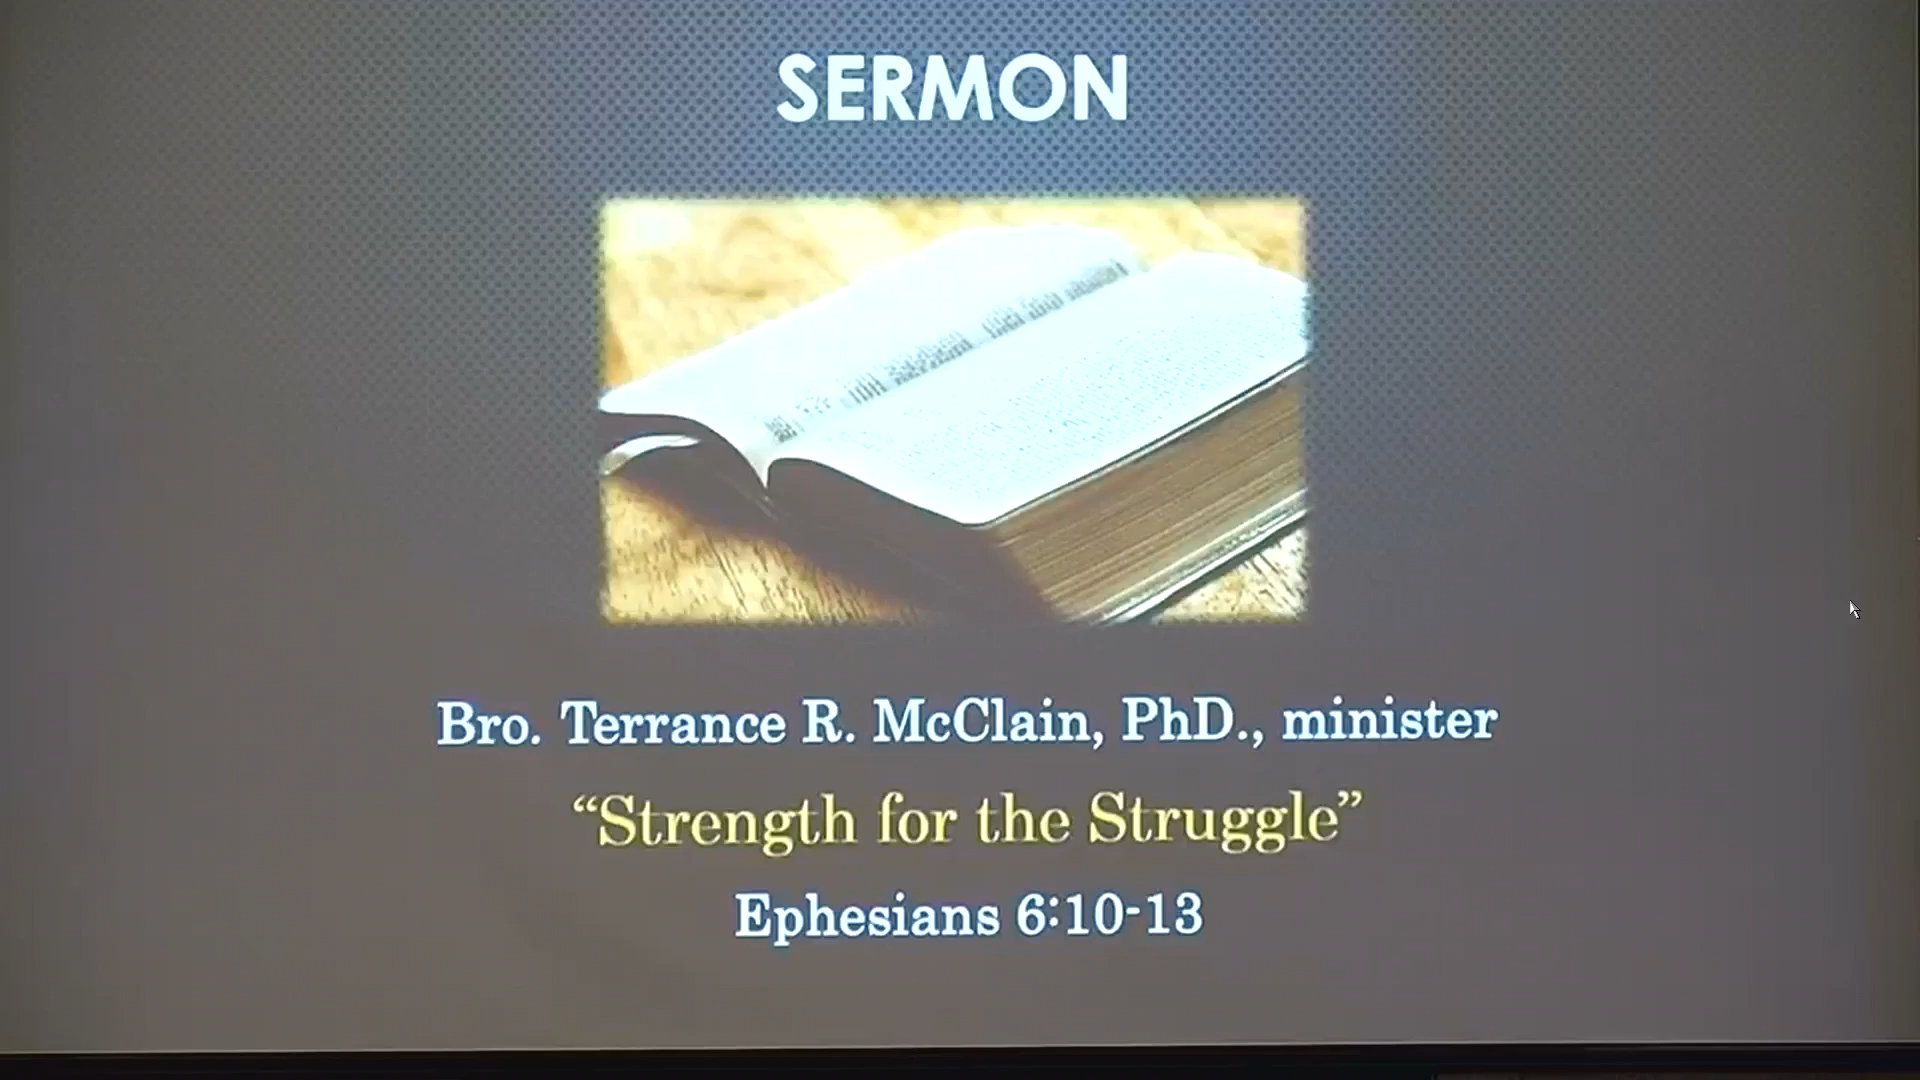 SERMON
Bro. Terrance R. McClain, PhD., minister
“Strength for the Struggle”
Ephesians 6:10-13